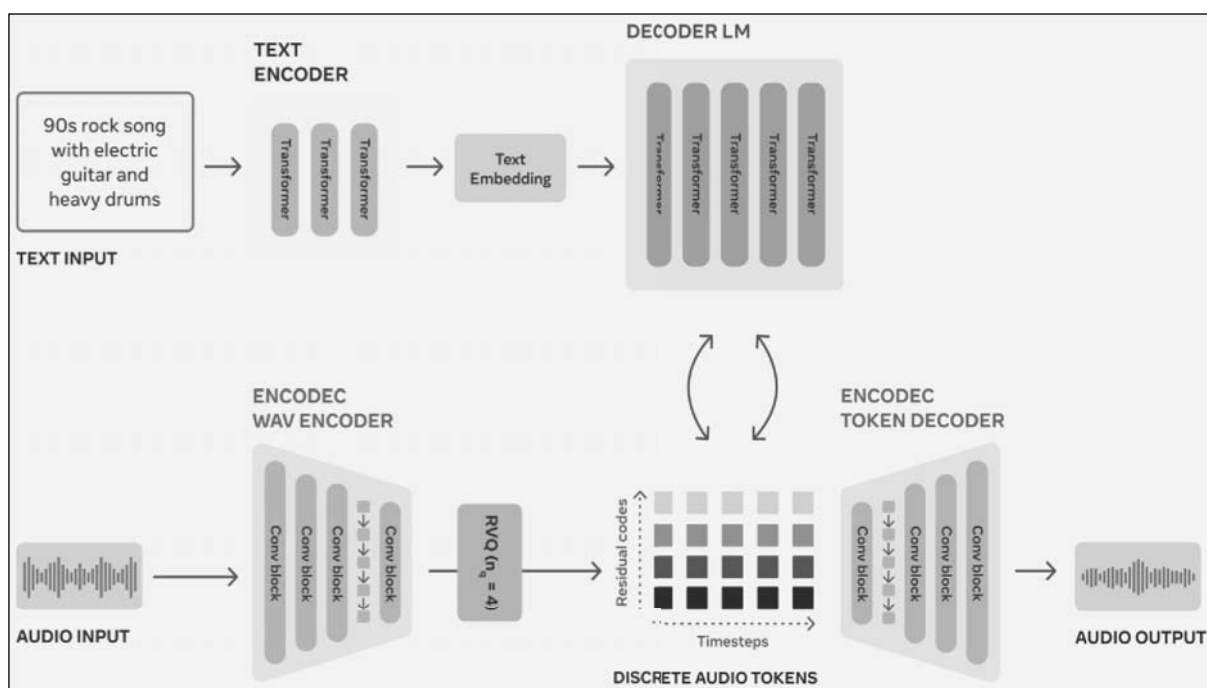 TEXT
ENCODER
DECODER LM
90s rock song
with electric
guitar and
heavy drums
TEXT INPUT
Transformer
Transformer
Transformer
Text
Embedding
Transformer
Transformer
Transformer
Transformer
Transformer
ENCODEC
WAV ENCODER
ENCODEC
TOKEN DECODER
AUDIO INPUT
Conv block
Conv block
Conv block
Conv block
RVQ (n_q = 4)
Residual codes
Timesteps
DISCRETE AUDIO TOKENS
Conv block
Conv block
Conv block
Conv block
AUDIO OUTPUT